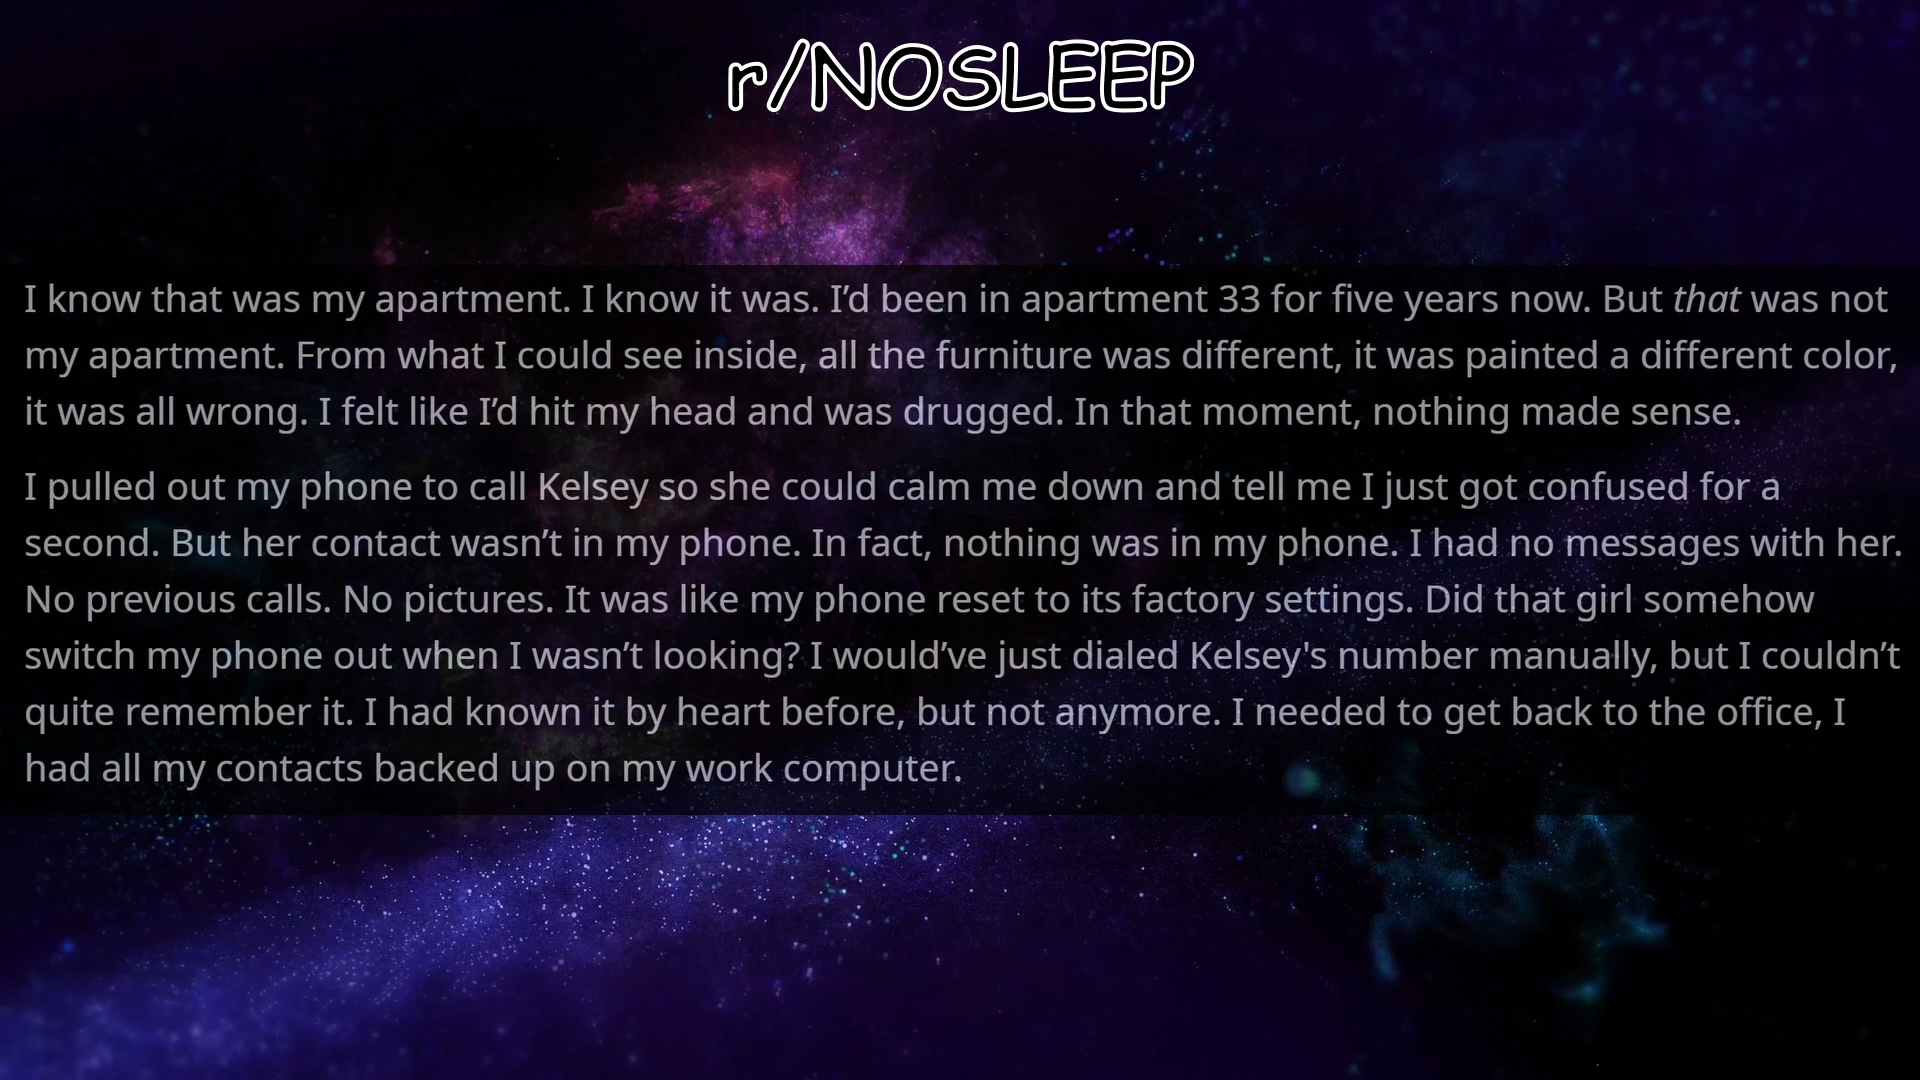 r/NOSLEEP
I know that was my apartment. I know it was. I’d been in apartment 33 for five years now. But that was not
my apartment. From what I could see inside, all the furniture was different, it was painted a different color,
it was all wrong. I felt like I’d hit my head and was drugged. In that moment, nothing made sense.
I pulled out my phone to call Kelsey so she could calm me down and tell me I just got confused for a
second. But her contact wasn’t in my phone. In fact, nothing was in my phone. I had no messages with her.
No previous calls. No pictures. It was like my phone reset to its factory settings. Did that girl somehow
switch my phone out when I wasn’t looking? I would’ve just dialed Kelsey's number manually, but I couldn’t
quite remember it. I had known it by heart before, but not anymore. I needed to get back to the office, I
had all my contacts backed up on my work computer.